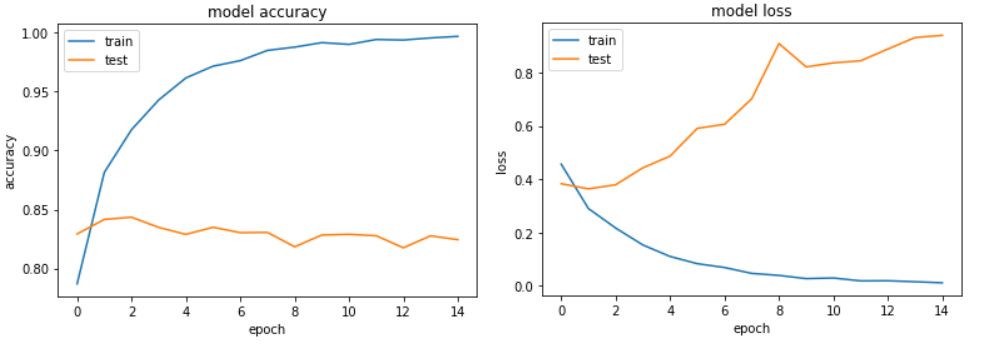 model accuracy
1.00
0.95
0.90
0.85
0.80
accuracy
train
test
0 2 4 6 8 10 12 14
epoch
model loss
0.8
0.6
0.4
0.2
0.0
loss
train
test
0 2 4 6 8 10 12 14
epoch